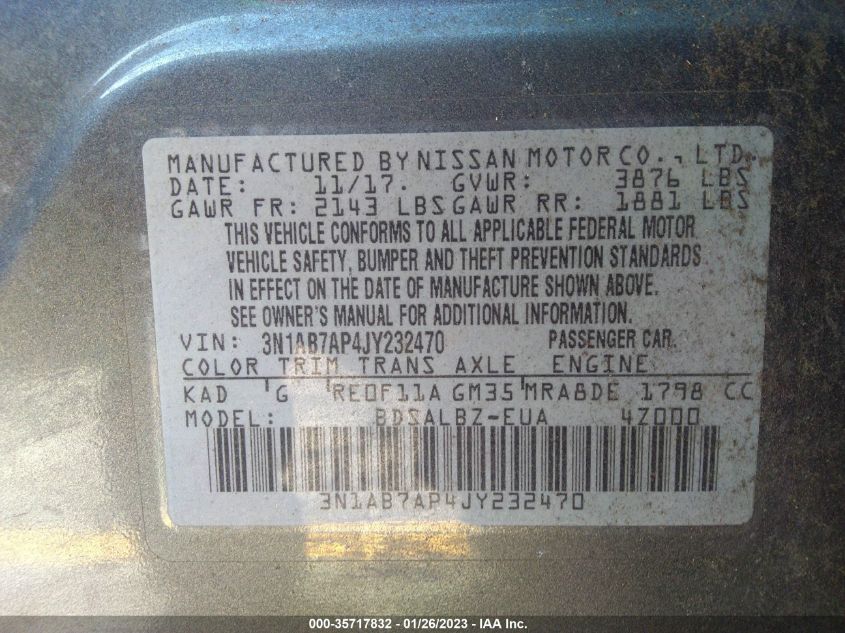 MANUFACTURED BY NISSAN MOTOR CO., LTD.
DATE: 11/17. GVWR: 3876 LBS
GAWR FR: 2143 LBS GAWR RR: 1881 LBS
THIS VEHICLE CONFORMS TO ALL APPLICABLE FEDERAL MOTOR
VEHICLE SAFETY, BUMPER AND THEFT PREVENTION STANDARDS
IN EFFECT ON THE DATE OF MANUFACTURE SHOWN ABOVE.
SEE OWNER'S MANUAL FOR ADDITIONAL INFORMATION.
VIN: 3N1AB7AP4JY232470 PASSENGER CAR.
COLOR TRIM TRANS AXLE ENGINE
KAD G RE0F11A GM35 MRA8DE 1798 CC
MODEL: BDSALBZ-EUA 4Z000
3N1AB7AP4JY232470
000-35717832 - 01/26/2023 - IAA Inc.